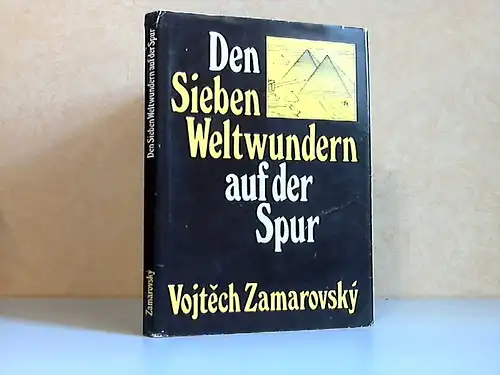 Den
Sieben
Weltwundern
auf der
Spur
Vojtěch Zamarovský
Den Sieben Weltwundern auf der Spur
Zamarovský